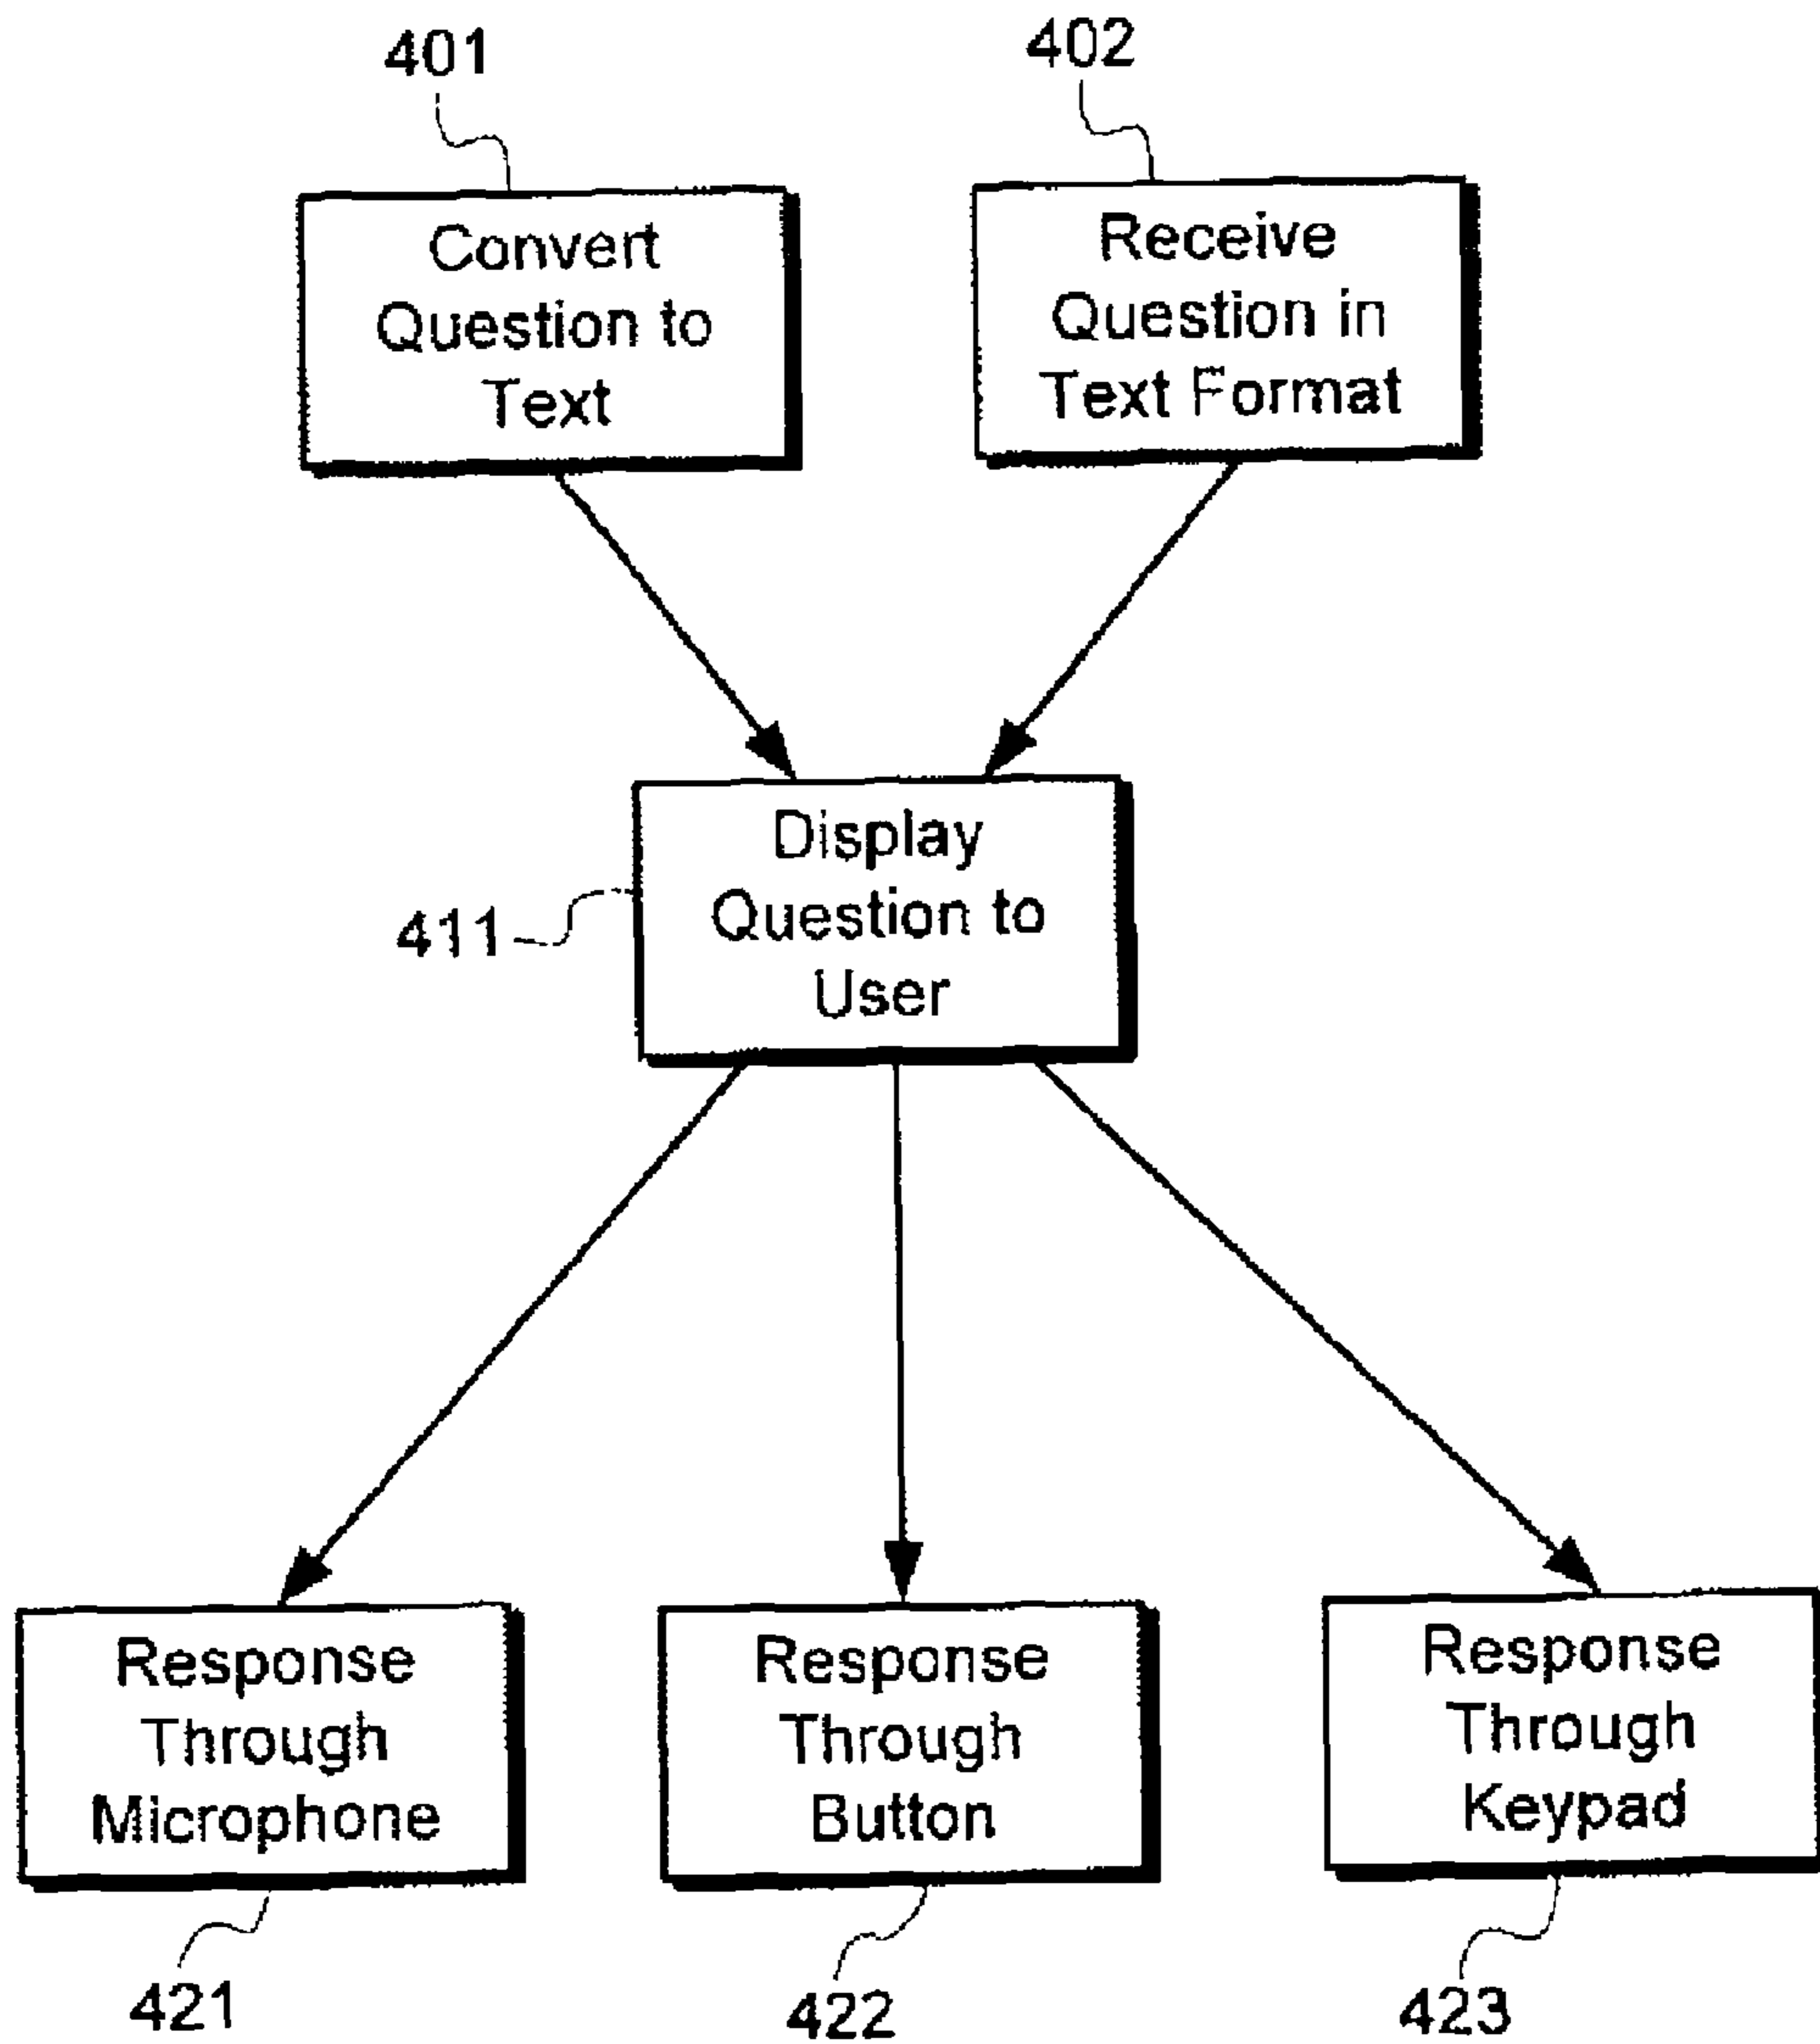 401
402
Convert
Question to
Text
Receive
Question in
Text Format
Display
Question to
User
411
Response
Through
Microphone
Response
Through
Button
Response
Through
Keypad
421
422
423